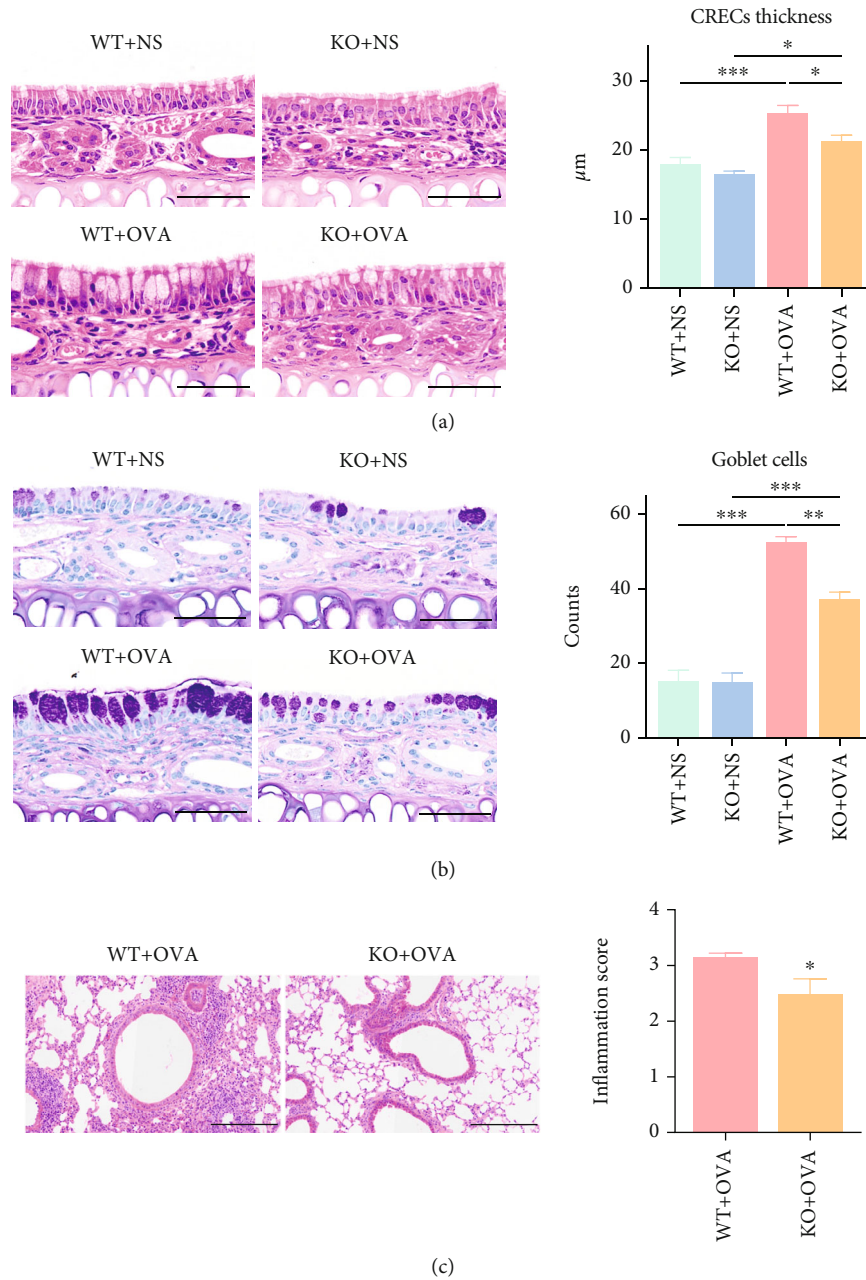 WT+NS
KO+NS
WT+OVA
KO+OVA
CRECs thickness
*
***
*
30
20
10
0
μm
WT+NS
KO+NS
WT+OVA
KO+OVA
(a)
WT+NS
KO+NS
WT+OVA
KO+OVA
Goblet cells
***
***
**
60
40
20
0
Counts
WT+NS
KO+NS
WT+OVA
KO+OVA
(b)
WT+OVA
KO+OVA
4
3
2
1
0
Inflammation score
*
WT+OVA
KO+OVA
(c)